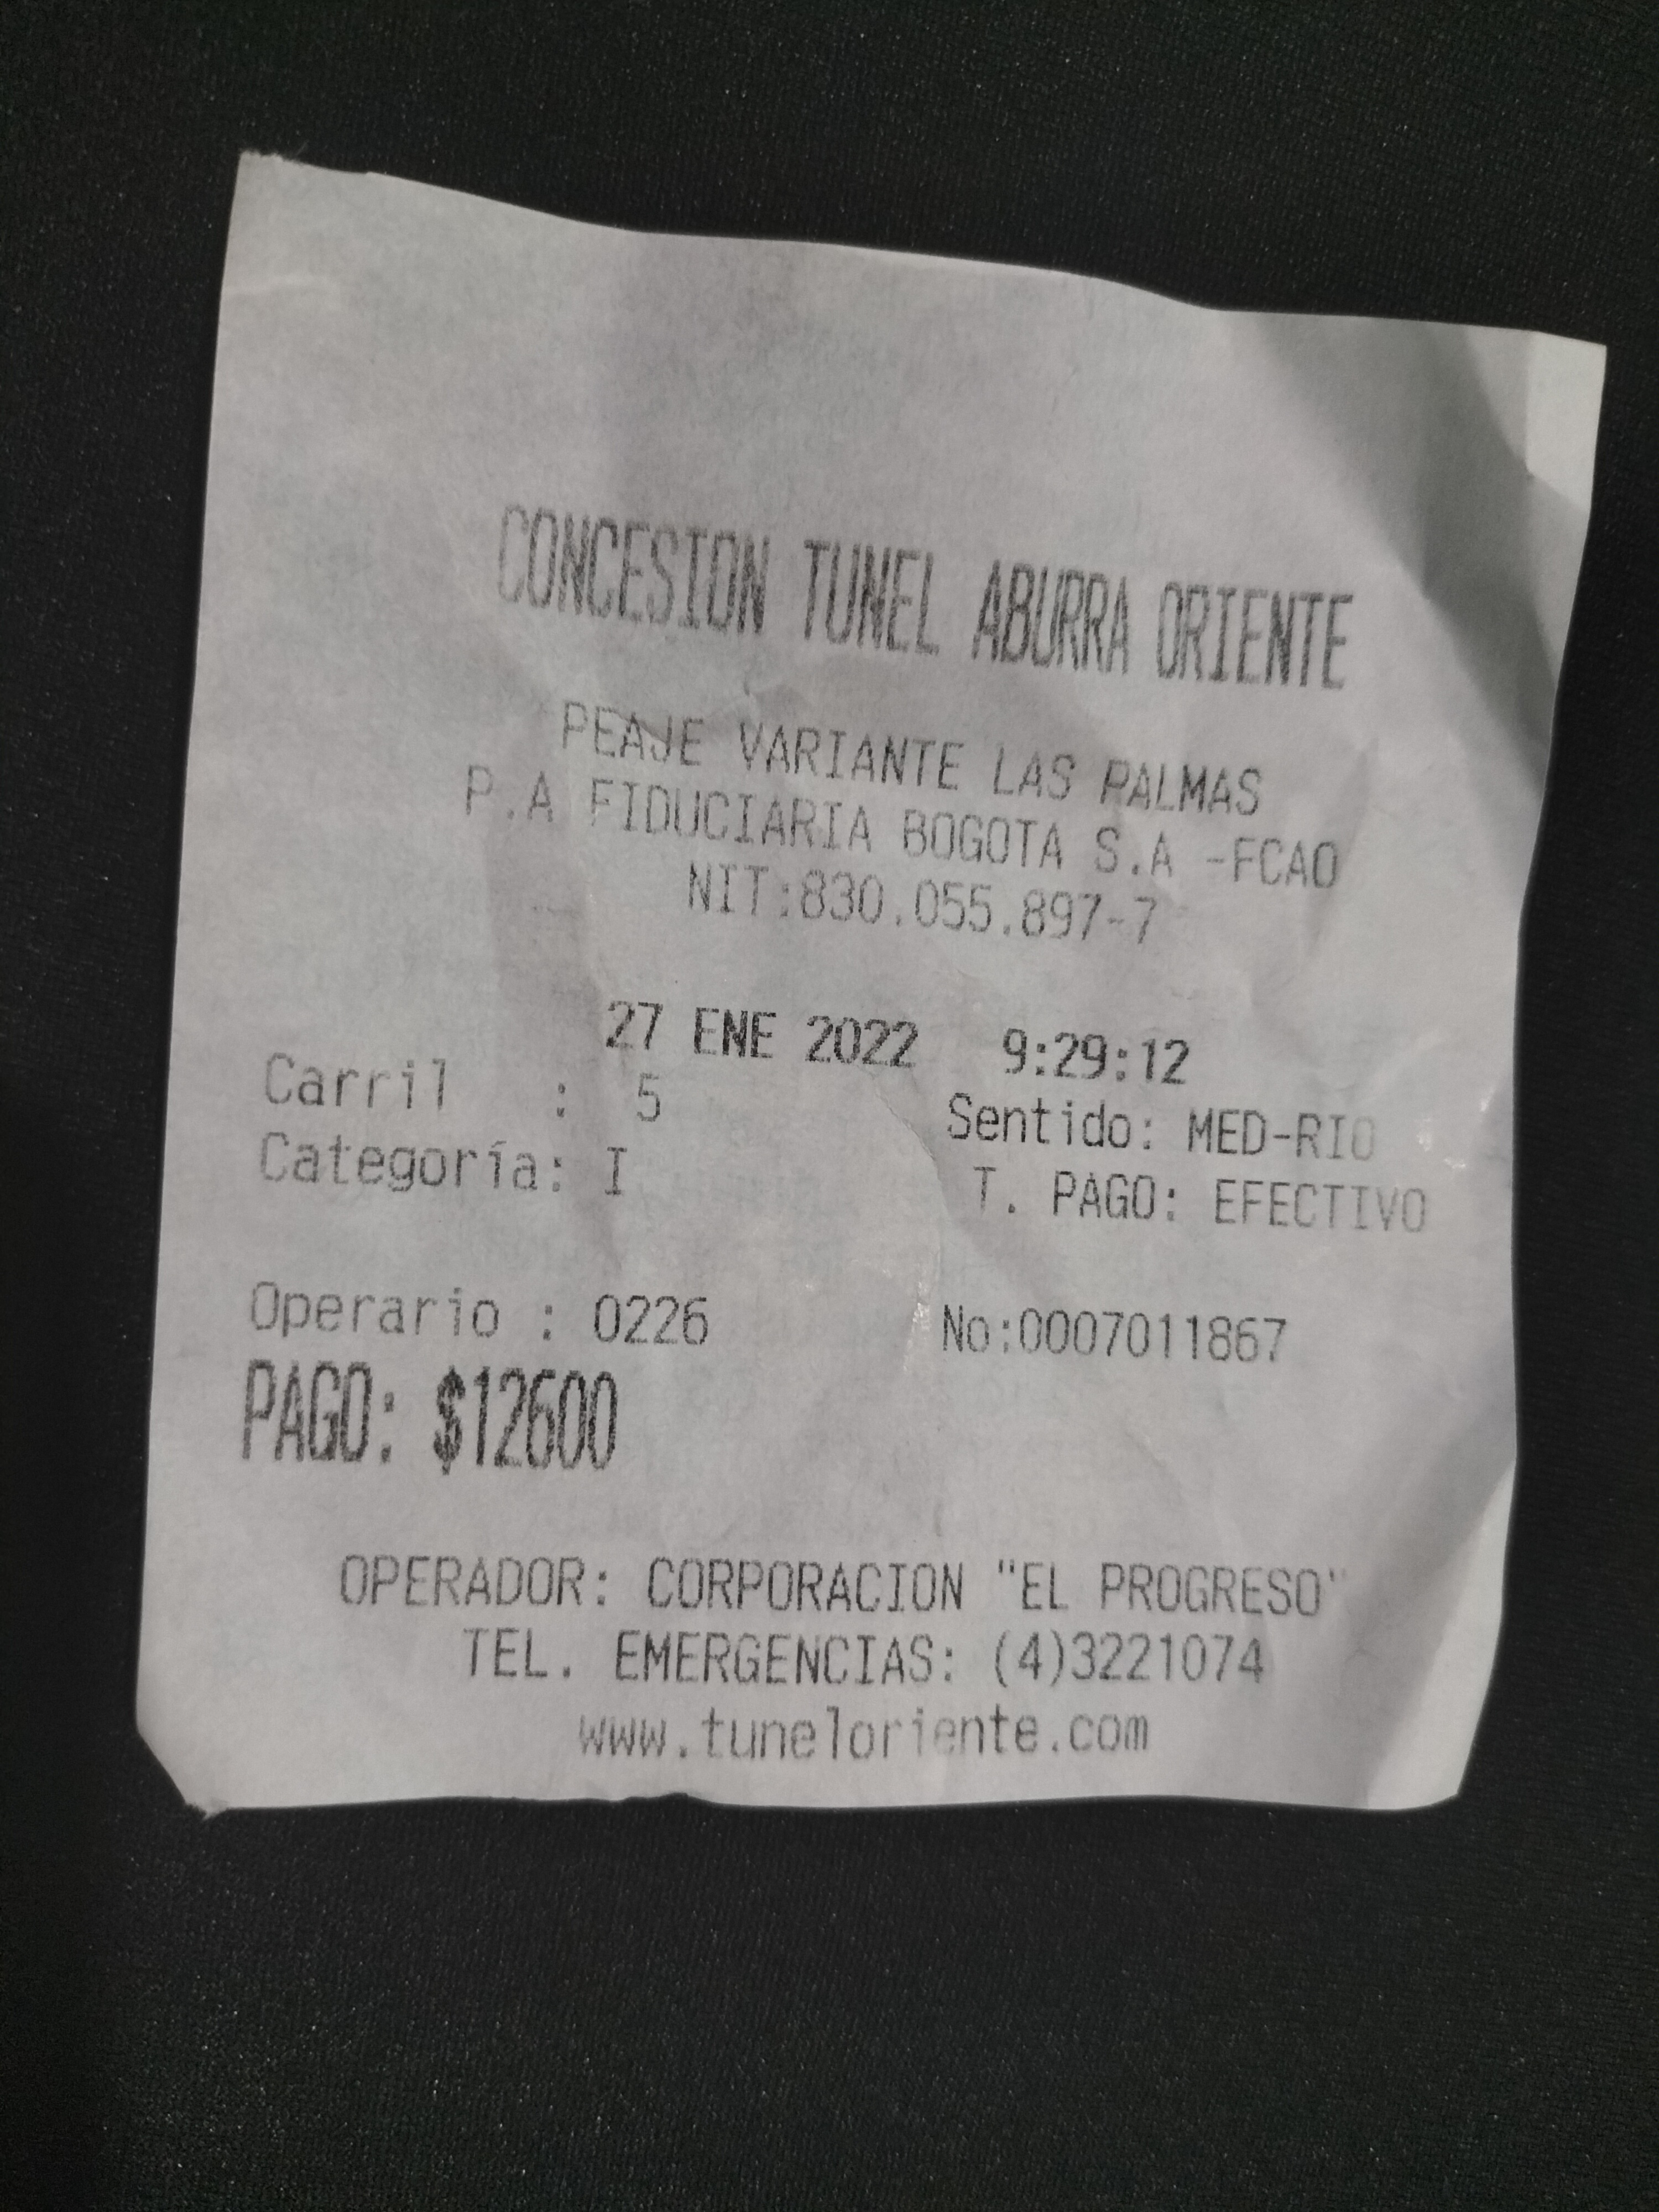 CONCESION TUNEL ABURRA ORIENTE
PEAJE VARIANTE LAS PALMAS
P.A FIDUCIARIA BOGOTA S.A -FCAO
NIT:830.055.897-7
27 ENE 2022 9:29:12
Carril : 5 Sentido: MED-RIO
Categoría: I T. PAGO: EFECTIVO
Operario : 0226 No:0007011867
PAGO: $12600
OPERADOR: CORPORACION "EL PROGRESO"
TEL. EMERGENCIAS: (4)3221074
www.tuneloriente.com